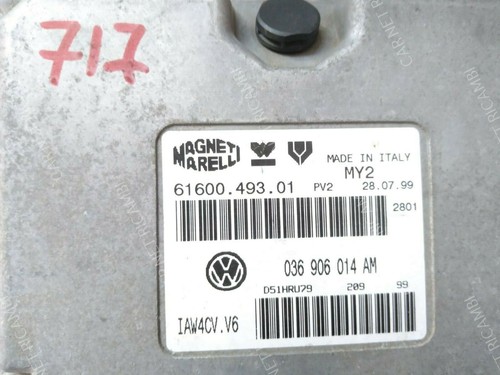 717
MAGNETI
MARELLI
MADE IN ITALY
MY2
61600.493.01 PV2 28.07.99
2801
036 906 014 AM
D51HRU79 209 99
IAW4CV.V6